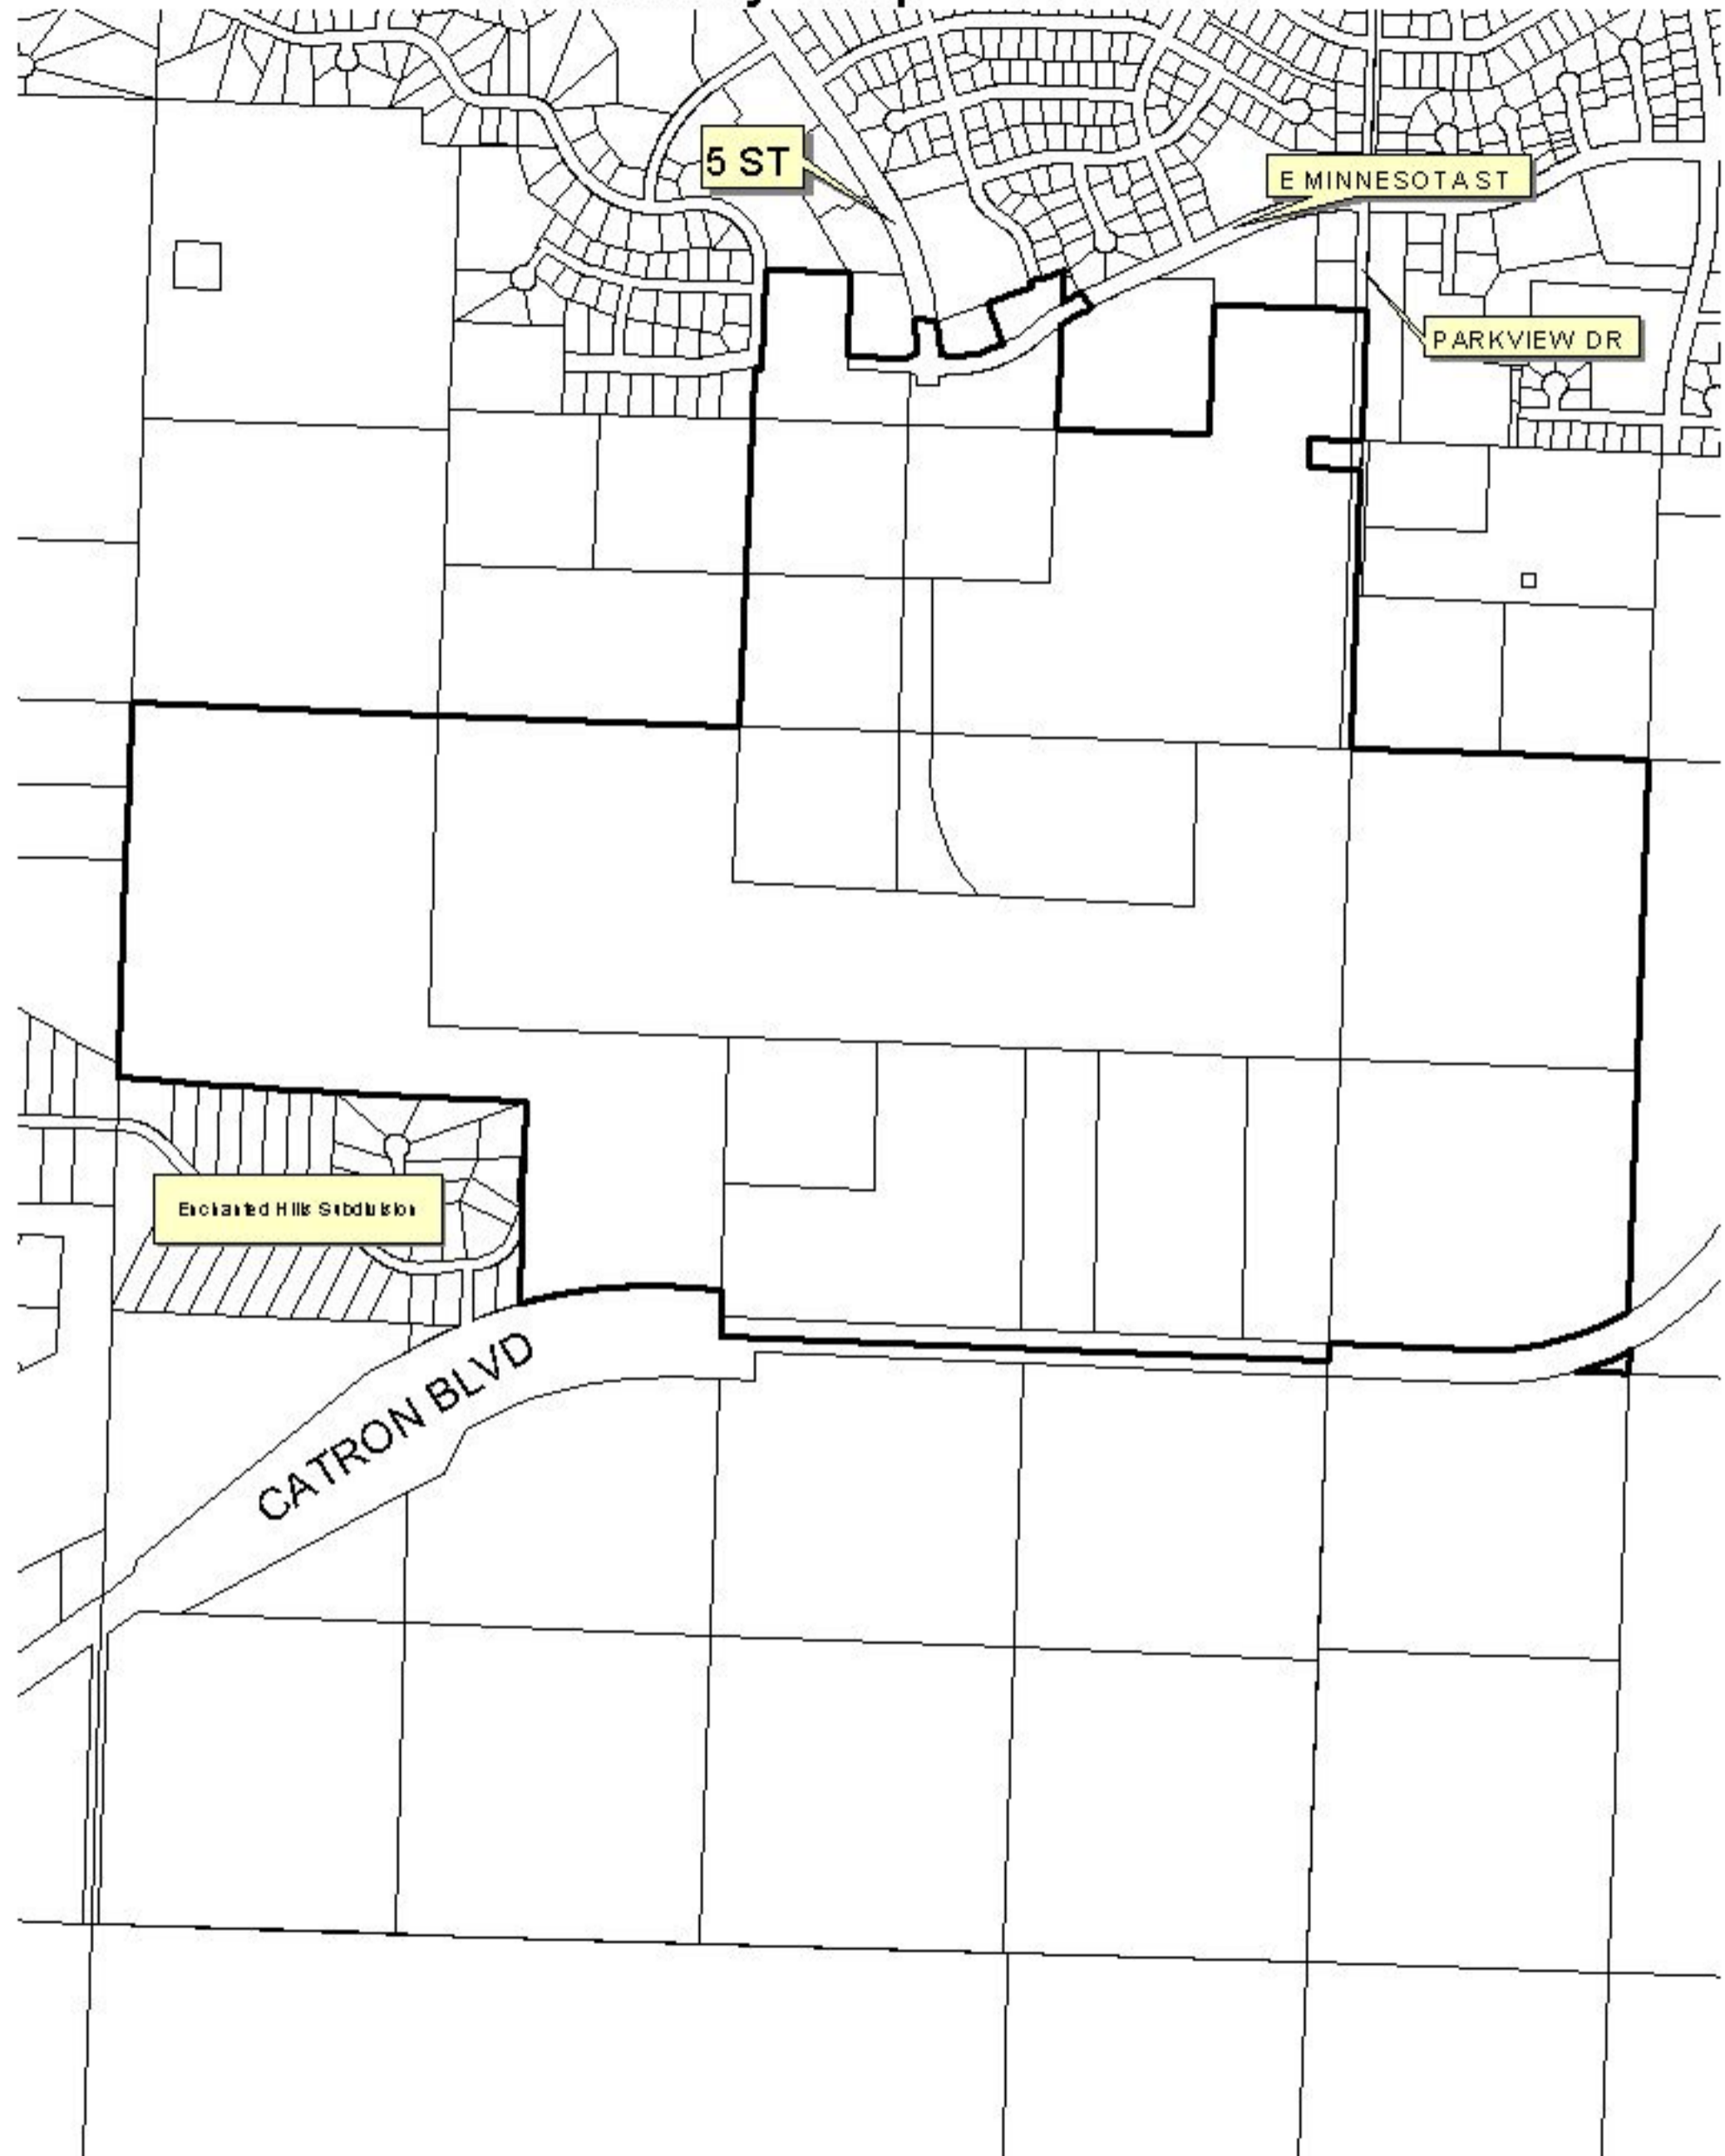 5 ST
E MINNESOTA ST
PARKVIEW DR
Enchanted Hills Subdivision
CATRON BLVD